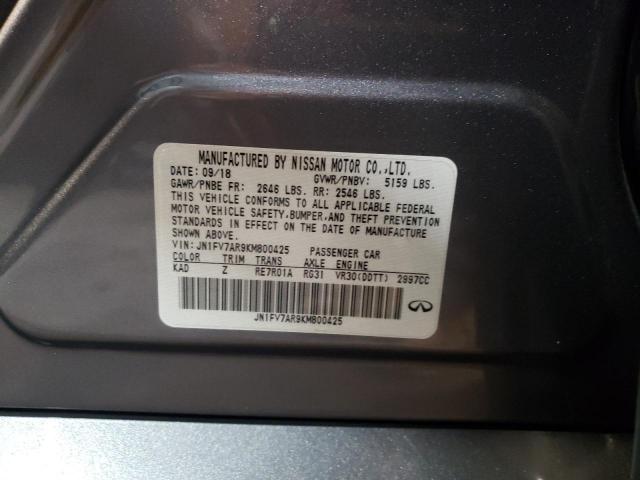 MANUFACTURED BY NISSAN MOTOR CO.,LTD.
DATE: 09/18 GVWR/PNBV: 5159 LBS.
GAWR/PNBE FR: 2646 LBS. RR: 2546 LBS.
THIS VEHICLE CONFORMS TO ALL APPLICABLE FEDERAL
MOTOR VEHICLE SAFETY,BUMPER,AND THEFT PREVENTION
STANDARDS IN EFFECT ON THE DATE OF MANUFACTURE
SHOWN ABOVE.
VIN: JN1FV7AR9KM800425 PASSENGER CAR
COLOR TRIM TRANS AXLE ENGINE
KAD Z RE7R01A RG31 VR30(DDTT) 2997CC
JN1FV7AR9KM800425